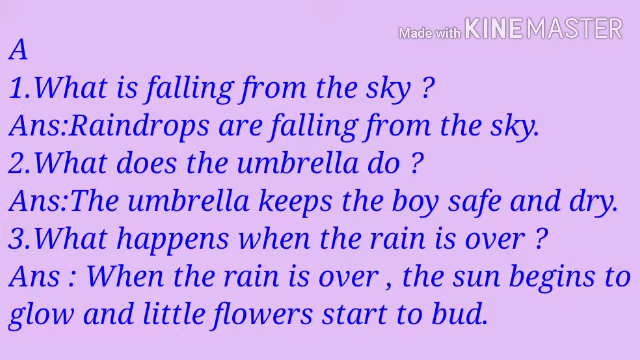 Made with KINEMASTER
A
1.What is falling from the sky ?
Ans:Raindrops are falling from the sky.
2.What does the umbrella do ?
Ans:The umbrella keeps the boy safe and dry.
3.What happens when the rain is over ?
Ans : When the rain is over , the sun begins to
glow and little flowers start to bud.